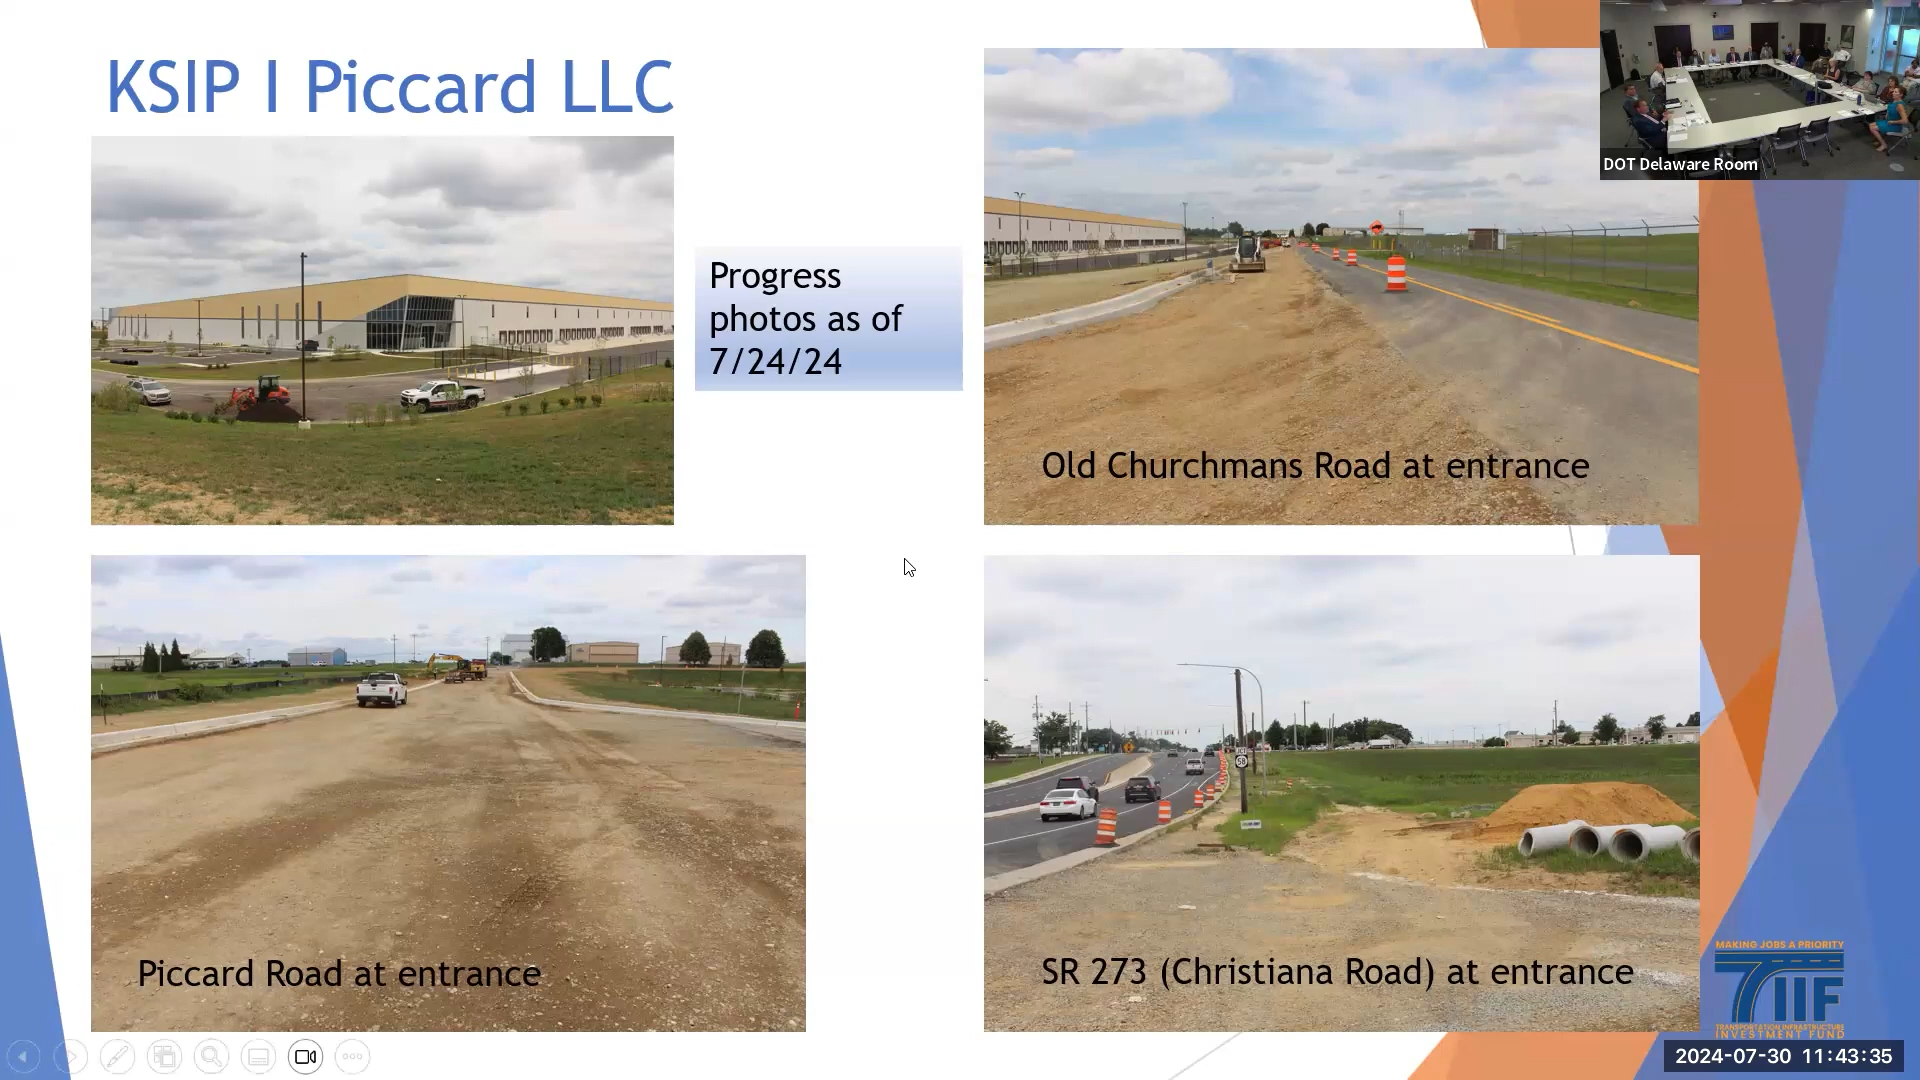 KSIP I Piccard LLC
Progress
photos as of
7/24/24
Old Churchmans Road at entrance
Piccard Road at entrance
SR 273 (Christiana Road) at entrance
DOT Delaware Room
58
MAKING JOBS A PRIORITY
TIIF
TRANSPORTATION INFRASTRUCTURE
INVESTMENT FUND
2024-07-30 11:43:35